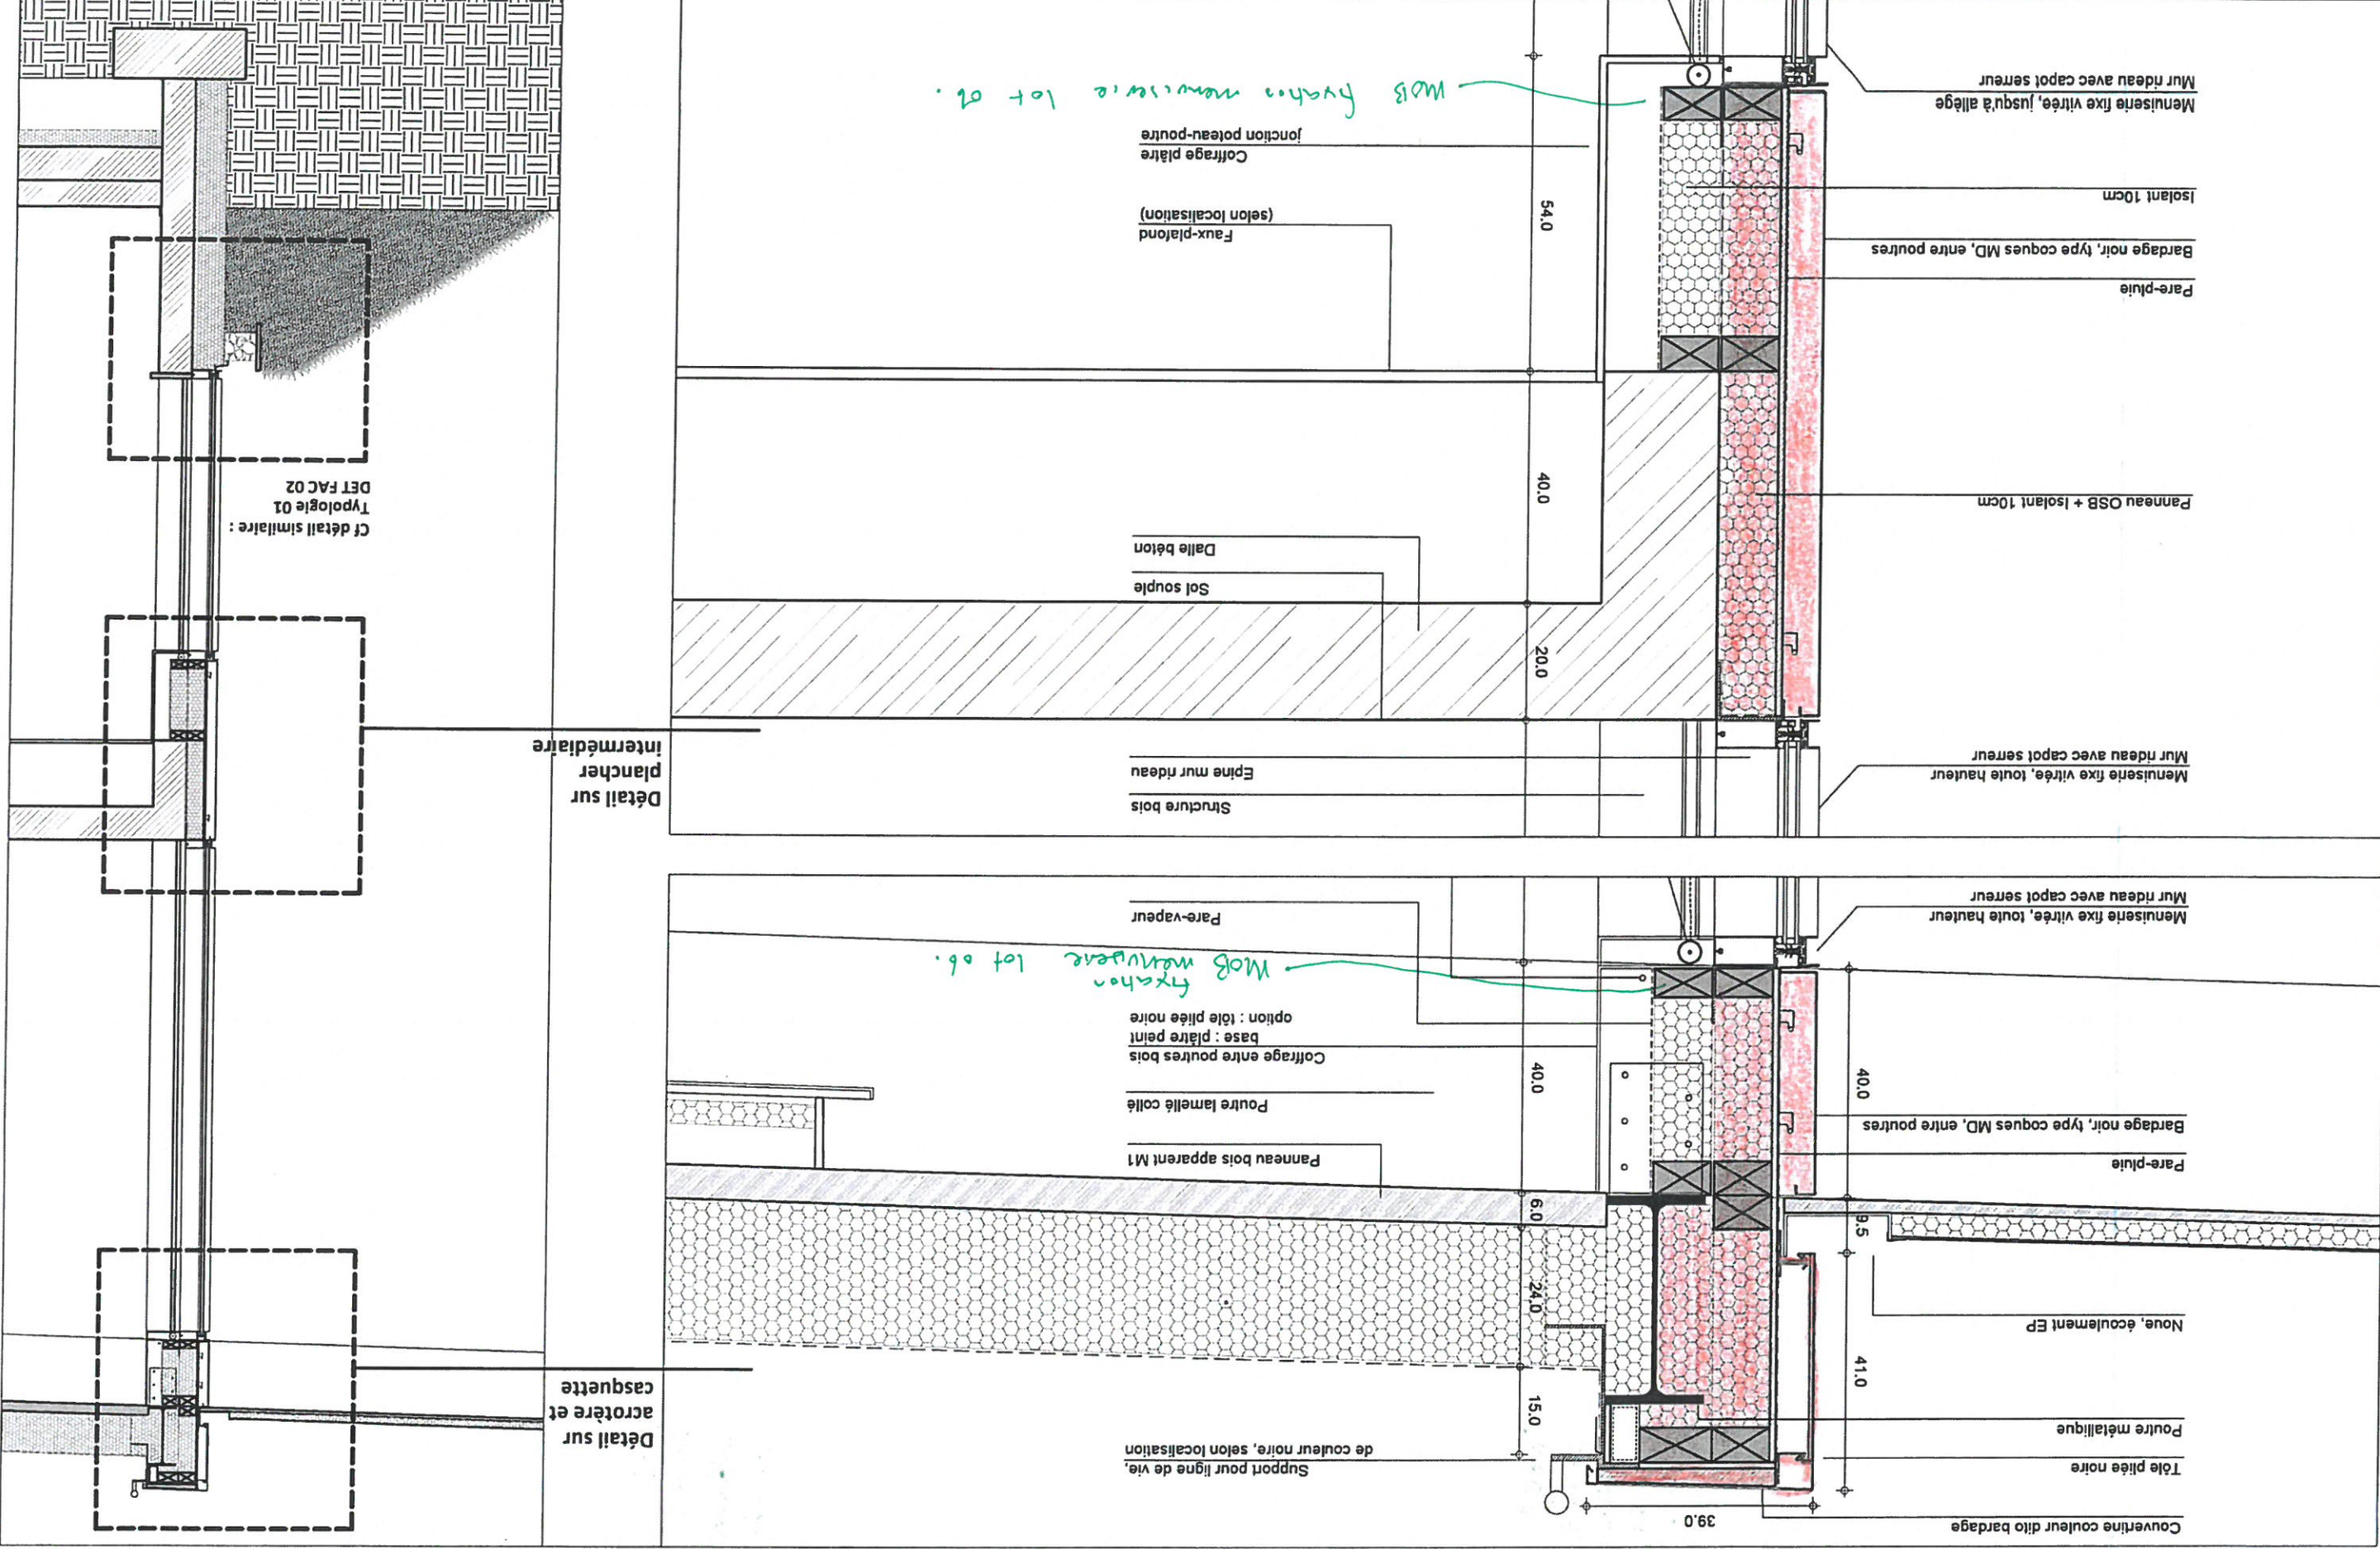 Couvertine couleur dito bardage
Tôle pliée noire
Poutre métallique
Noue, écoulement EP
Pare-pluie
Bardage noir, type coques MD, entre poutres
Menuiserie fixe vitrée, toute hauteur
Mur rideau avec capot serreur
39.0
41.0
9.5
40.0
15.0
24.0
6.0
40.0
Support pour ligne de vie,
de couleur noire, selon localisation
Panneau bois apparent M1
Poutre lamellé collé
Coffrage entre poutres bois
base : plâtre peint
option : tôle pliée noire
fixation
MOB menuiserie lot 06.
Pare-vapeur
Détail sur
acrotère et
casquette
Menuiserie fixe vitrée, toute hauteur
Mur rideau avec capot serreur
Panneau OSB + Isolant 10cm
Pare-pluie
Bardage noir, type coques MD, entre poutres
Isolant 10cm
Menuiserie fixe vitrée, jusqu'à allège
Mur rideau avec capot serreur
20.0
40.0
54.0
Structure bois
Epine mur rideau
Sol souple
Dalle béton
Faux-plafond
(selon localisation)
Coffrage plâtre
jonction poteau-poutre
MOB fixation menuiserie lot 06.
Détail sur
plancher
intermédiaire
Cf détail similaire :
Typologie 01
DET FAC 02